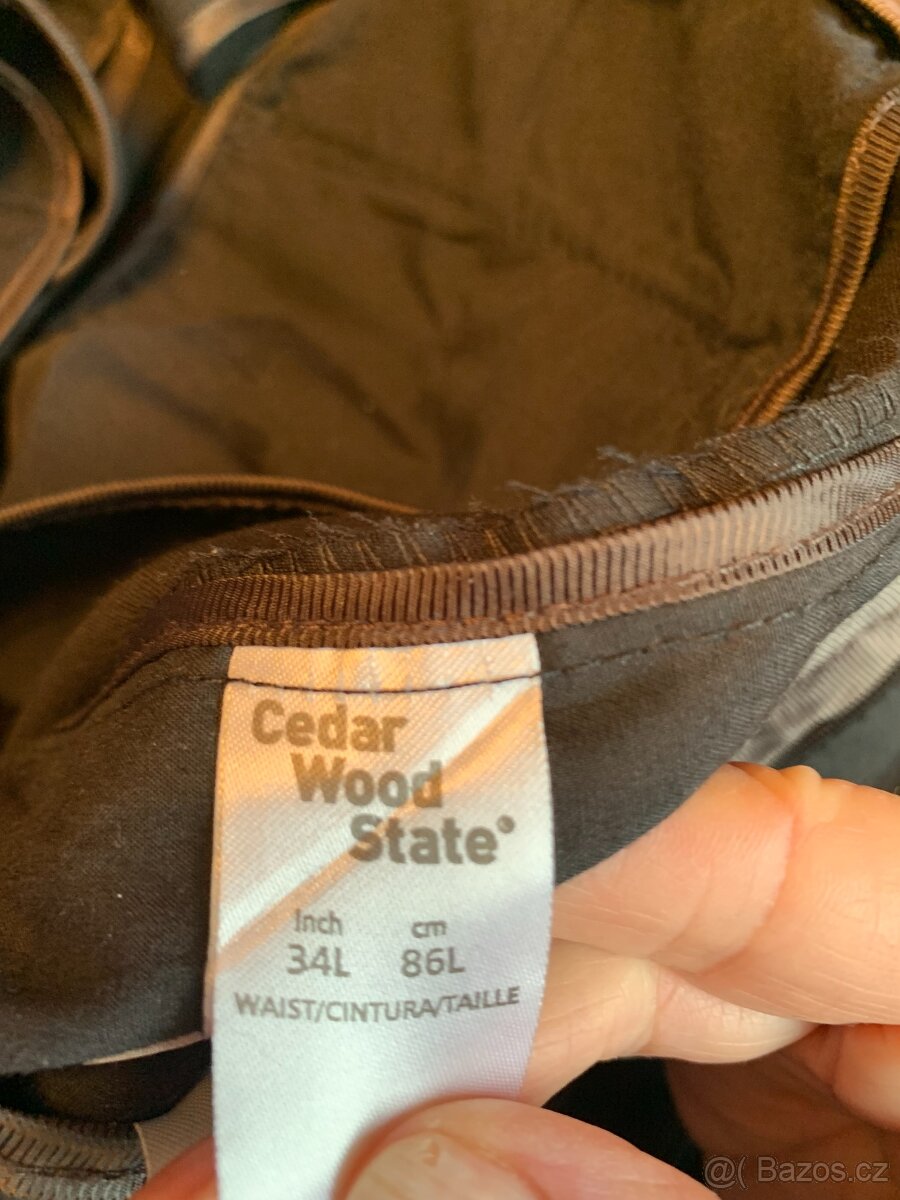 Cedar
Wood
State®
Inch cm
34L 86L
WAIST/CINTURA/TAILLE
@( Bazos.cz